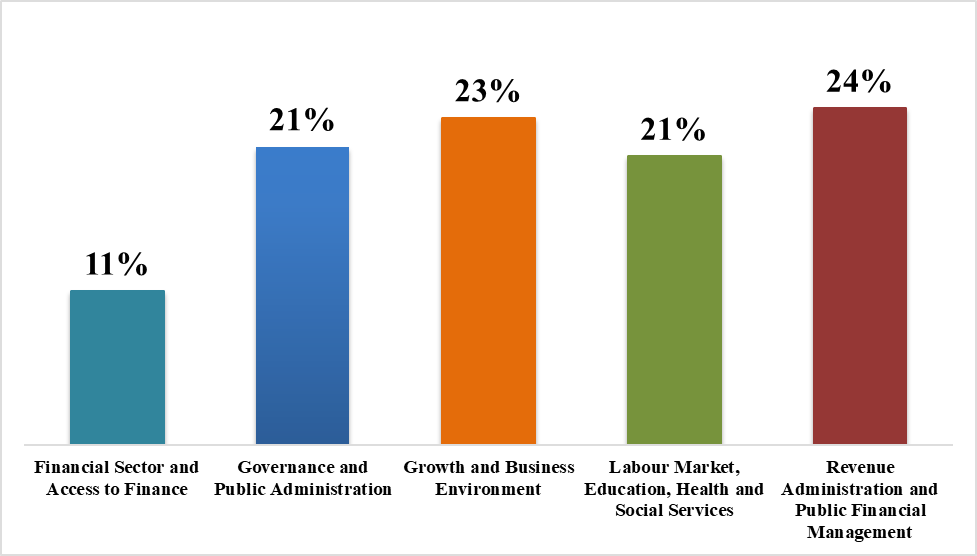 11%
21%
23%
21%
24%
Financial Sector and
Access to Finance
Governance and
Public Administration
Growth and Business
Environment
Labour Market,
Education, Health and
Social Services
Revenue
Administration and
Public Financial
Management